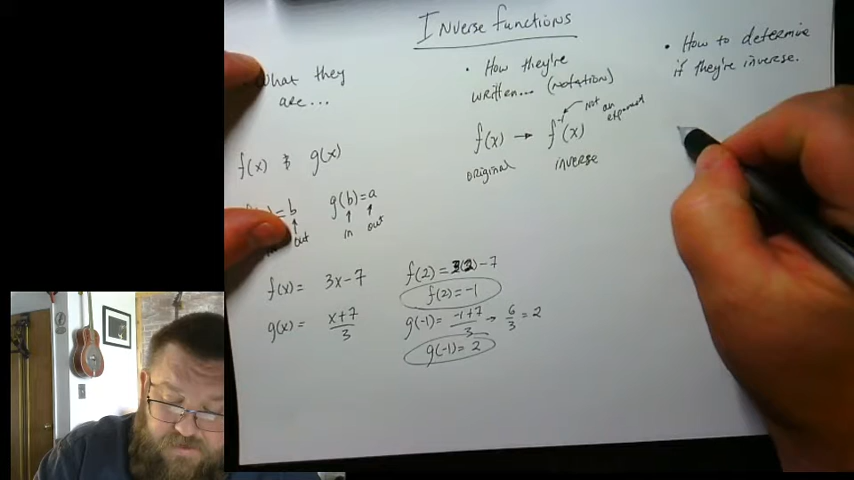 Inverse functions
What they
are...
f(x) & g(x)
=b g(b)=a
out in out
f(x) = 3x-7
g(x) = x+7/3
• How they're
written... (notation)
f(x) → f⁻¹(x)
not an
exponent
original inverse
f(2) = 3(2)-7
f(2) = -1
g(-1) = -1+7/3 → 6/3 = 2
g(-1) = 2
• How to determine
if they're inverse.